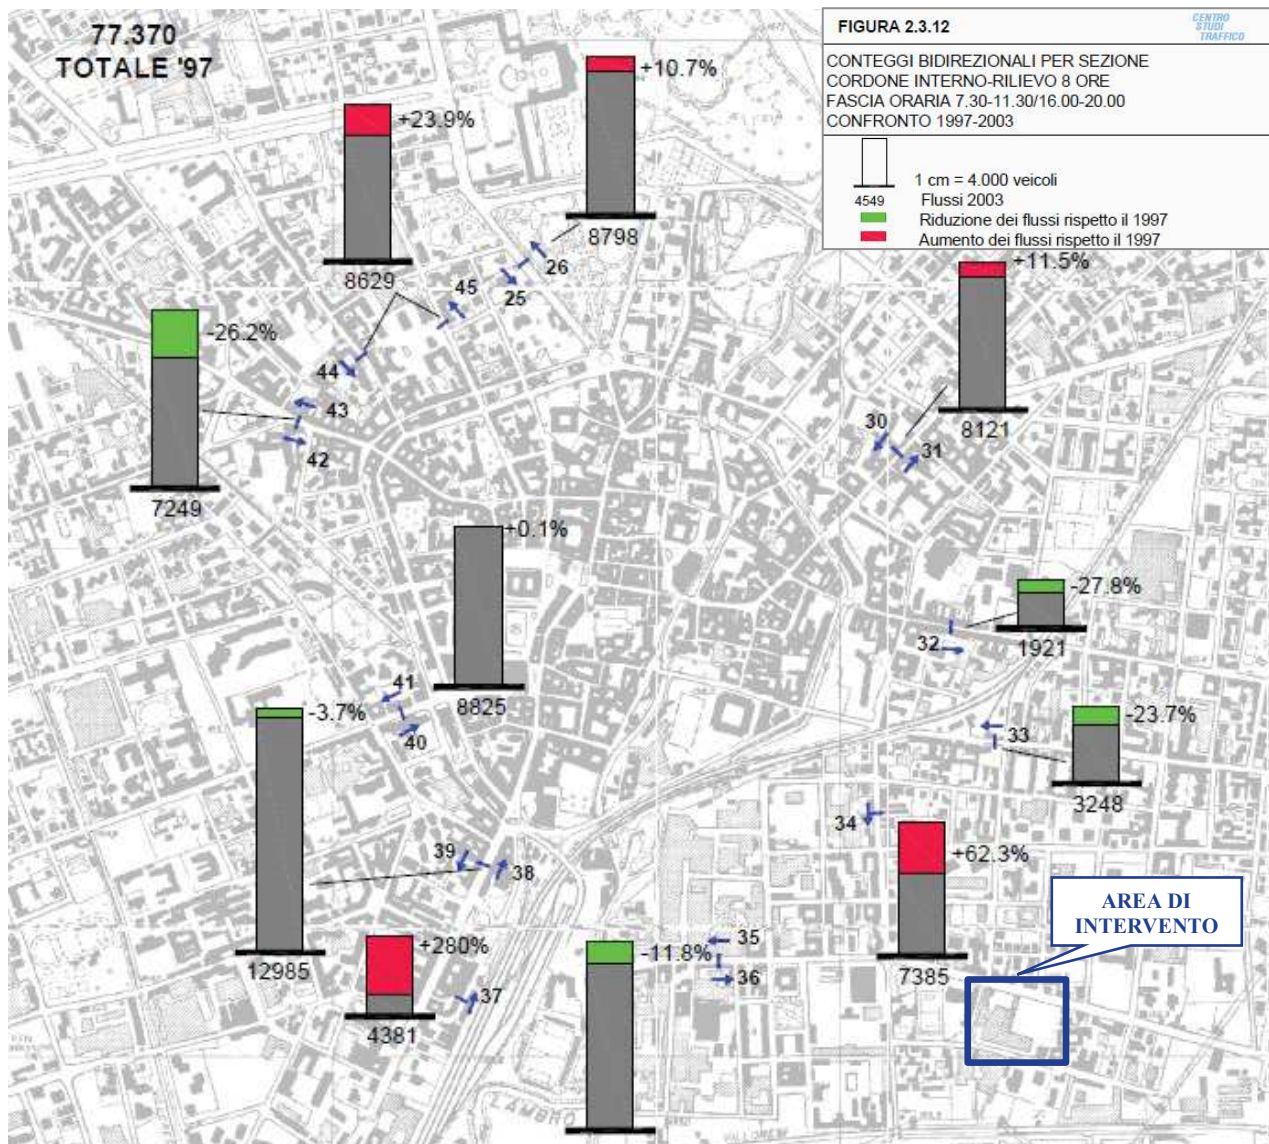 77.370
TOTALE '97
FIGURA 2.3.12
CENTRO
STUDI
TRAFFICO
CONTEGGI BIDIREZIONALI PER SEZIONE
CORDONE INTERNO-RILIEVO 8 ORE
FASCIA ORARIA 7.30-11.30/16.00-20.00
CONFRONTO 1997-2003
1 cm = 4.000 veicoli
4549 Flussi 2003
Riduzione dei flussi rispetto il 1997
Aumento dei flussi rispetto il 1997
+10.7%
8798
+23.9%
8629
26
25
45
44
43
42
-26.2%
7249
+11.5%
8121
30
31
+0.1%
8825
41
40
-27.8%
1921
32
-23.7%
3248
33
-3.7%
12985
39
38
34
+62.3%
7385
AREA DI
INTERVENTO
+280%
4381
37
-11.8%
35
36
LAMBRO